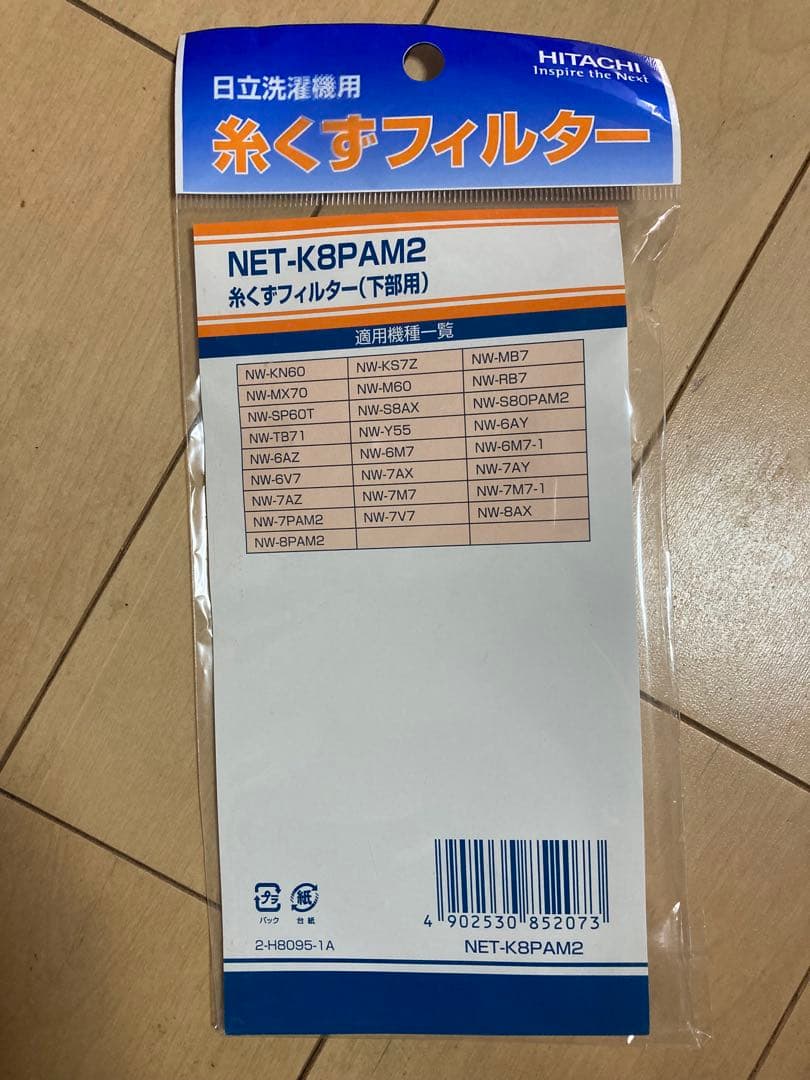 HITACHI
Inspire the Next
日立洗濯機用
糸くずフィルター
NET-K8PAM2
糸くずフィルター(下部用)
適用機種一覧
NW-KN60 NW-KS7Z NW-MB7
NW-MX70 NW-M60 NW-RB7
NW-SP60T NW-S8AX NW-S80PAM2
NW-TB71 NW-Y55 NW-6AY
NW-6AZ NW-6M7 NW-6M7-1
NW-6V7 NW-7AX NW-7AY
NW-7AZ NW-7M7 NW-7M7-1
NW-7PAM2 NW-7V7 NW-8AX
NW-8PAM2
プラ 紙
パック 台紙
4 902530 852073
2-H8095-1A NET-K8PAM2